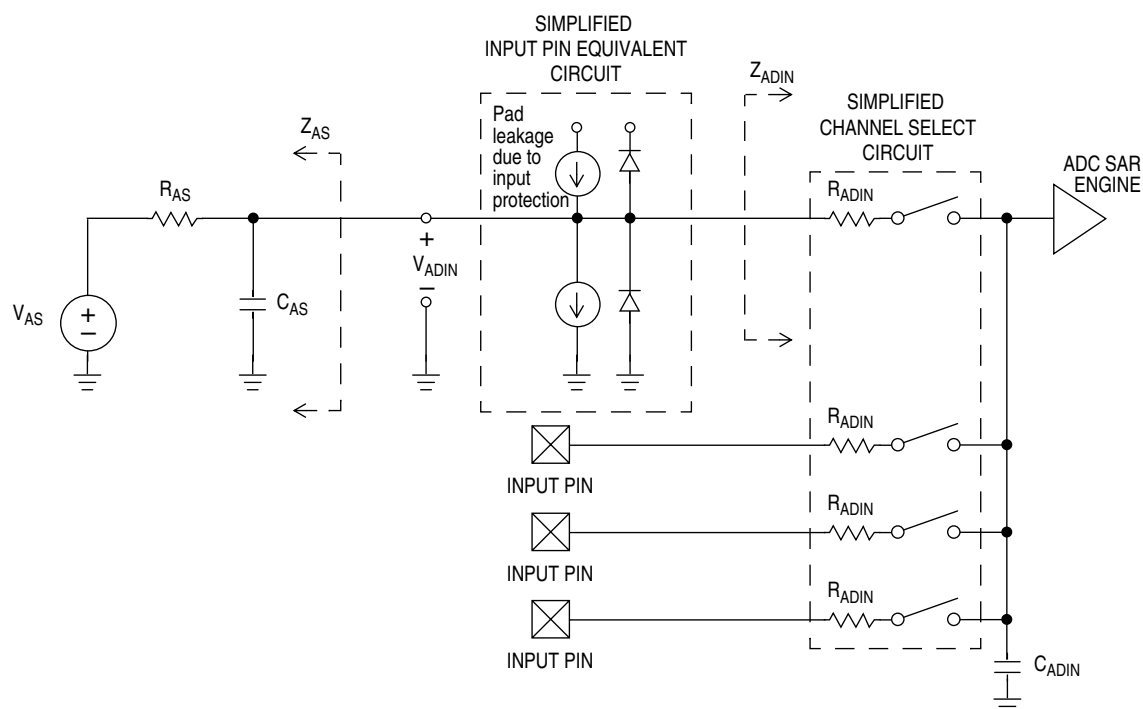 SIMPLIFIED
INPUT PIN EQUIVALENT
CIRCUIT
Z_ADIN
SIMPLIFIED
CHANNEL SELECT
CIRCUIT
Pad
leakage
due to
input
protection
Z_AS
R_AS
R_ADIN
ADC SAR
ENGINE
+
V_ADIN
−
C_AS
V_AS
+
−
R_ADIN
INPUT PIN
R_ADIN
INPUT PIN
R_ADIN
INPUT PIN
C_ADIN